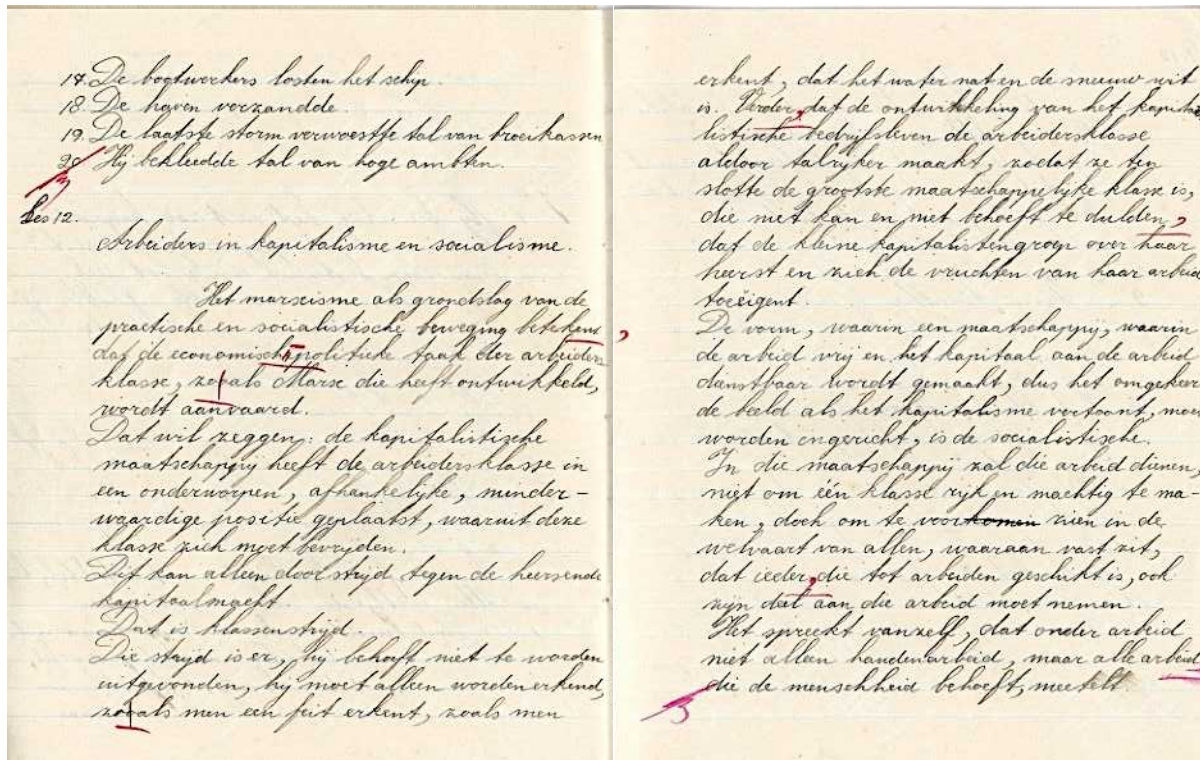 17. De bootwerkers losten het schip.
18. De haven verzandde.
19. De laatste storm verwoestte tal van broeikassen
20. Hij bekleedde tal van hoge ambten.
Les 12.
Arbeiders in kapitalisme en socialisme.
Het marxisme als grondslag van de
practische en socialistische beweging betekent
dat de economisch politieke taak der arbeiders
klasse, zooals Marx die heeft ontwikkeld,
wordt aanvaard.
Dat wil zeggen: de kapitalistische
maatschappij heeft de arbeidersklasse in
een onderworpen, afhankelijke, minder-
waardige positie geplaatst, waaruit deze
klasse zich moet bevrijden.
Dit kan alleen door strijd tegen de heersende
kapitaalmacht.
Dat is klassenstrijd.
Die strijd is er, hij behoeft niet te worden
uitgevonden, hij moet alleen worden erkend,
zooals men een feit erkent, zoals men
erkent, dat het water nat en de sneeuw wit
is. Verder, dat de ontwikkeling van het kapita
listische bedrijfsleven de arbeidersklasse
aldoor talrijker maakt, zodat ze ten
slotte de grootste maatschappelijke klasse is,
die niet kan en niet behoeft te dulden,
dat de kleine kapitalistengroep over haar
heerst en zich de vruchten van haar arbeid
toeëigent.
De vorm, waarin een maatschappij, waarin
de arbeid vrij en het kapitaal aan de arbeid
dienstbaar wordt gemaakt, dus het omgekeer
de beeld als het kapitalisme vertoont, moet
worden ingericht, is de socialistische.
In die maatschappij zal die arbeid dienen,
niet om één klasse rijk en machtig te ma-
ken, doch om te voorkomen zien in de
welvaart van allen, waaraan vast zit,
dat ieder, die tot arbeiden geschikt is, ook
zijn deel aan die arbeid moet nemen.
Het spreekt vanzelf, dat onder arbeid
niet alleen handenarbeid, maar alle arbeid,
die de menschheid behoeft, meetelt